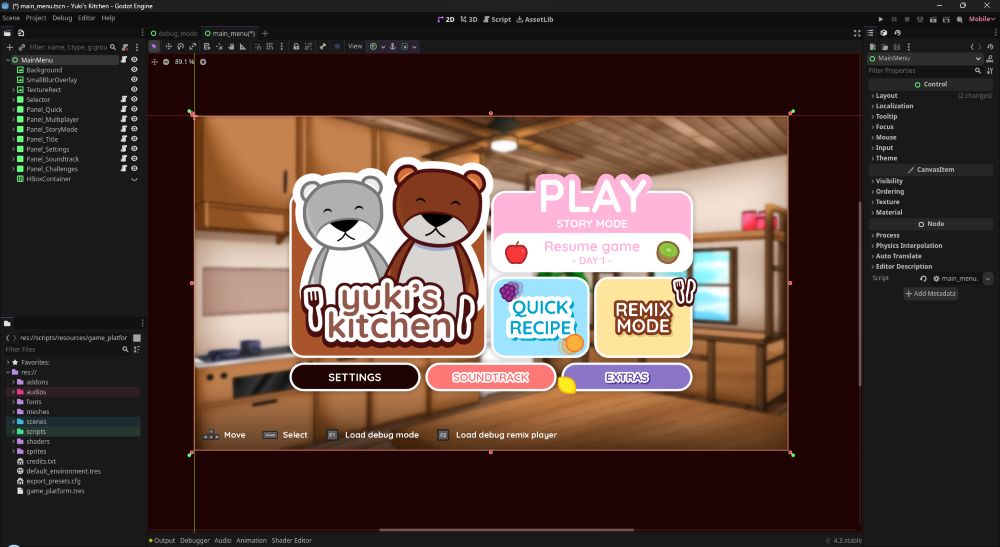 (*) main_menu.tscn - Yuki's Kitchen - Godot Engine
Scene Project Debug Editor Help
2D 3D Script AssetLib
Mobile
debug_mode main_menu(*)
Filter: name, t:type, g:grou
View
89.1 %
MainMenu
Background
SmallBlurOverlay
TextureRect
Selector
Panel_Quick
Panel_Multiplayer
Panel_StoryMode
Panel_Title
Panel_Settings
Panel_Soundtrack
Panel_Challenges
HBoxContainer
res://scripts/resources/game_platfor
Filter Files
Favorites:
res://
addons
audios
fonts
meshes
scenes
scripts
shaders
sprites
credits.txt
default_environment.tres
export_presets.cfg
game_platform.tres
yuki's
kitchen
PLAY
STORY MODE
Resume game
- DAY 1 -
QUICK
RECIPE
REMIX
MODE
SETTINGS
SOUNDTRACK
EXTRAS
Move
Select
F1 Load debug mode
F2 Load debug remix player
Output Debugger Audio Animation Shader Editor
4.3.stable
MainMenu
Filter Properties
Control
Layout (2 changes)
Localization
Tooltip
Focus
Mouse
Input
Theme
CanvasItem
Visibility
Ordering
Texture
Material
Node
Process
Physics Interpolation
Auto Translate
Editor Description
Script main_menu.
Add Metadata